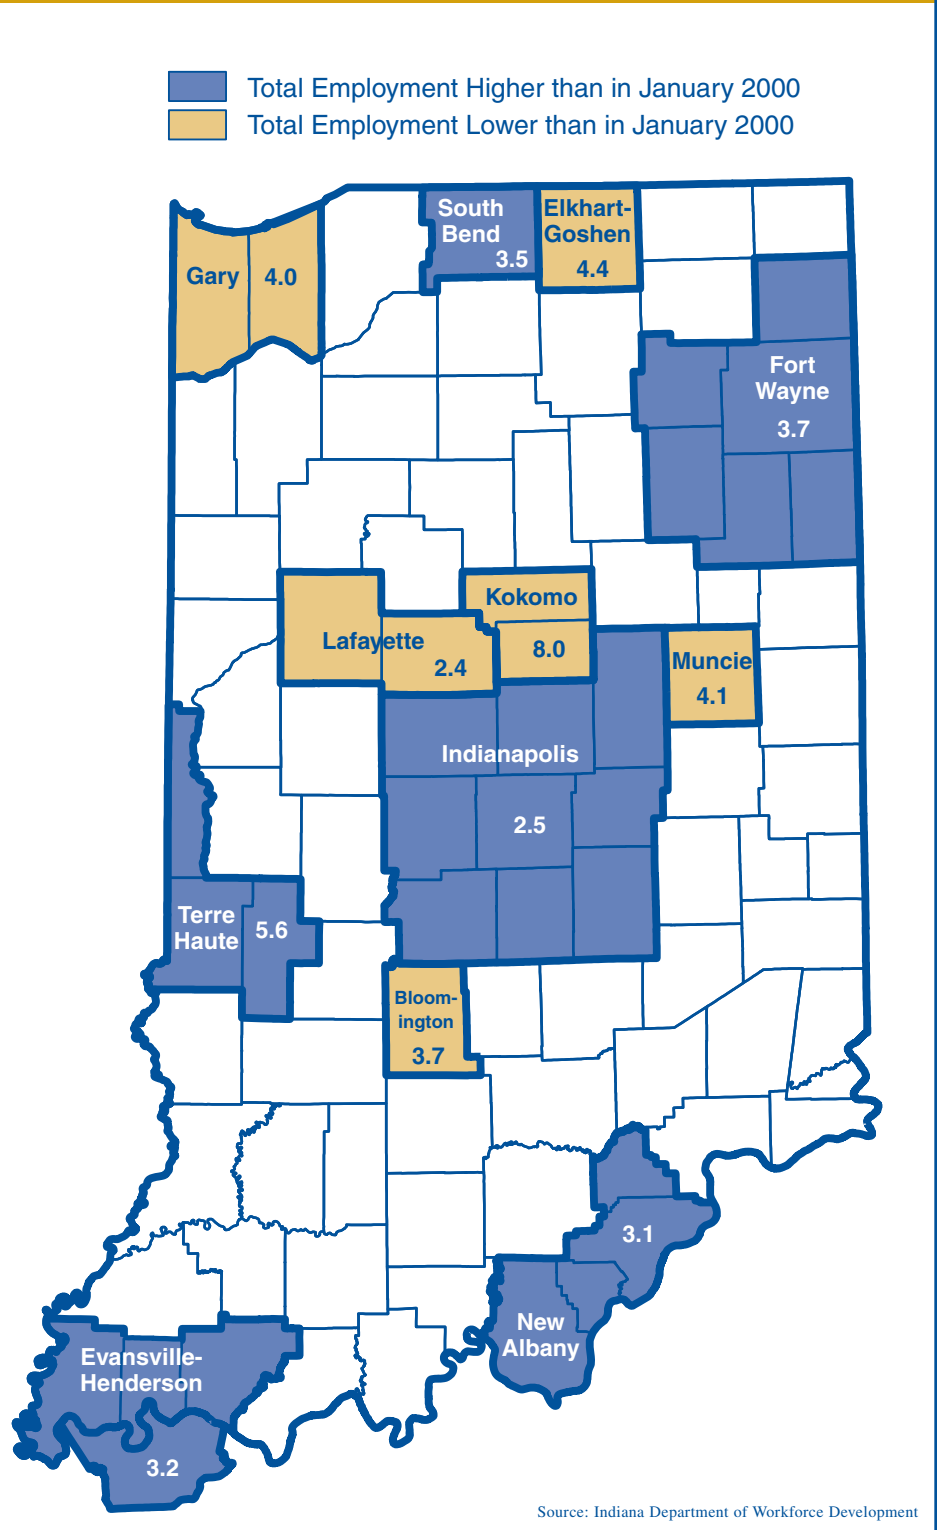 Total Employment Higher than in January 2000
Total Employment Lower than in January 2000
South
Bend
3.5
Elkhart-
Goshen
4.4
Gary 4.0
Fort
Wayne
3.7
Kokomo
8.0
Lafayette
2.4
Muncie
4.1
Indianapolis
2.5
Terre
Haute
5.6
Bloom-
ington
3.7
3.1
New
Albany
Evansville-
Henderson
3.2
Source: Indiana Department of Workforce Development